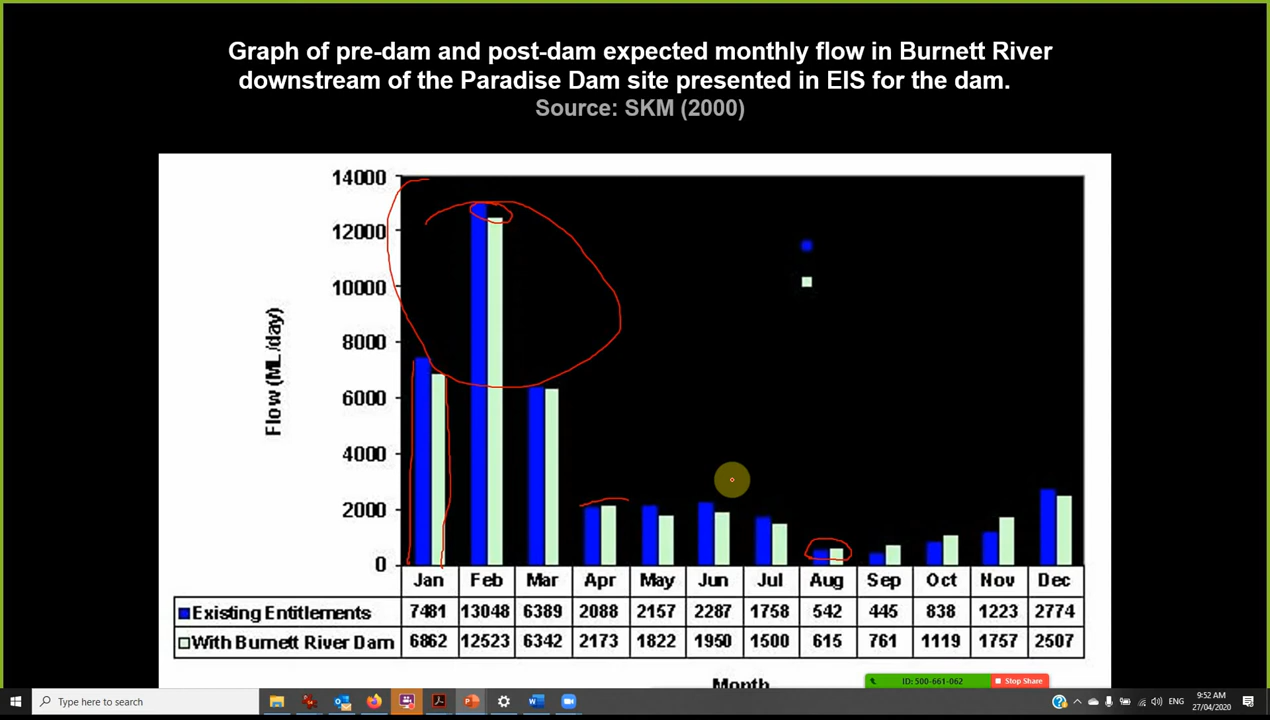 Graph of pre-dam and post-dam expected monthly flow in Burnett River
downstream of the Paradise Dam site presented in EIS for the dam.
Source: SKM (2000)
14000
12000
10000
8000
6000
4000
2000
0
Flow (ML/day)
Jan Feb Mar Apr May Jun Jul Aug Sep Oct Nov Dec
Existing Entitlements 7481 13048 6389 2088 2157 2287 1758 542 445 838 1223 2774
With Burnett River Dam 6862 12523 6342 2173 1822 1950 1500 615 761 1119 1757 2507
Month
ID: 500-661-062 Stop Share
Type here to search
ENG
9:52 AM
27/04/2020